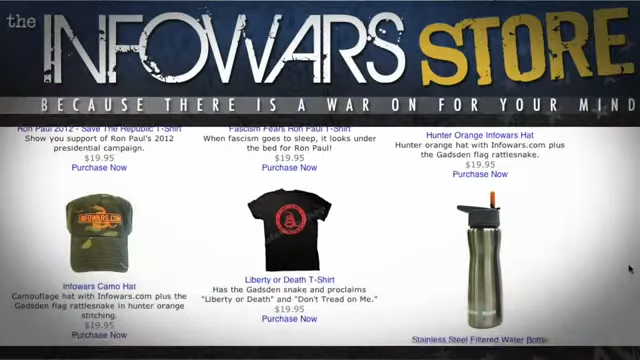 the INFOWARS STORE
BECAUSE THERE IS A WAR ON FOR YOUR MIND
Ron Paul 2012 - Save The Republic T-Shirt
Show you support of Ron Paul's 2012
presidential campaign.
$19.95
Purchase Now
Fascism Fears Ron Paul T-Shirt
When fascism goes to sleep, it looks under
the bed for Ron Paul!
$19.95
Purchase Now
Hunter Orange Infowars Hat
Hunter orange hat with Infowars.com plus
the Gadsden flag rattlesnake.
$19.95
Purchase Now
INFOWARS.COM
Infowars Camo Hat
Camouflage hat with Infowars.com plus the
Gadsden flag rattlesnake in hunter orange
stitching.
$19.95
Purchase Now
Liberty or Death T-Shirt
Has the Gadsden snake and proclaims
"Liberty or Death" and "Don't Tread on Me."
$19.95
Purchase Now
Stainless Steel Filtered Water Bottle